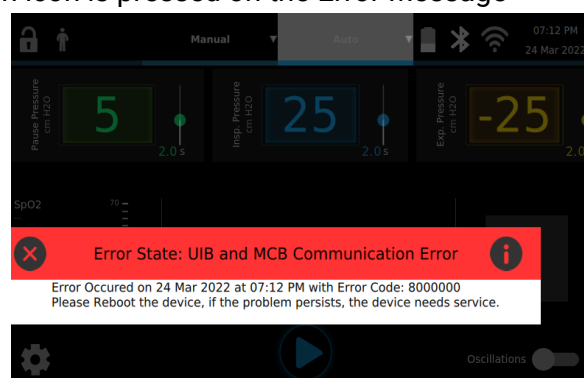 icon is pressed on the Error message
Manual
Auto
07:12 PM
24 Mar 2022
Pause Pressure
cm H2O
5
2.0 s
Insp. Pressure
cm H2O
25
2.0 s
Exp. Pressure
cm H2O
-25
2.0
SpO2
--
70
Error State: UIB and MCB Communication Error
i
Error Occured on 24 Mar 2022 at 07:12 PM with Error Code: 8000000
Please Reboot the device, if the problem persists, the device needs service.
Oscillations